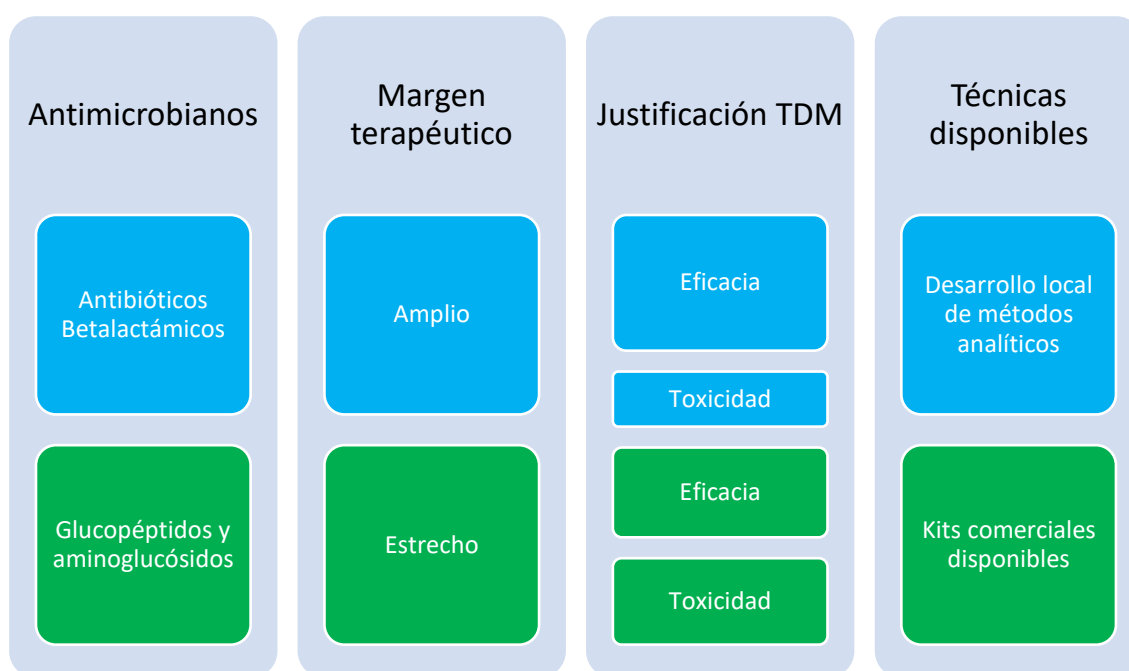 Antimicrobianos
Antibióticos
Betalactámicos
Glucopéptidos y
aminoglucósidos
Margen
terapéutico
Amplio
Estrecho
Justificación TDM
Eficacia
Toxicidad
Eficacia
Toxicidad
Técnicas
disponibles
Desarrollo local
de métodos
analíticos
Kits comerciales
disponibles